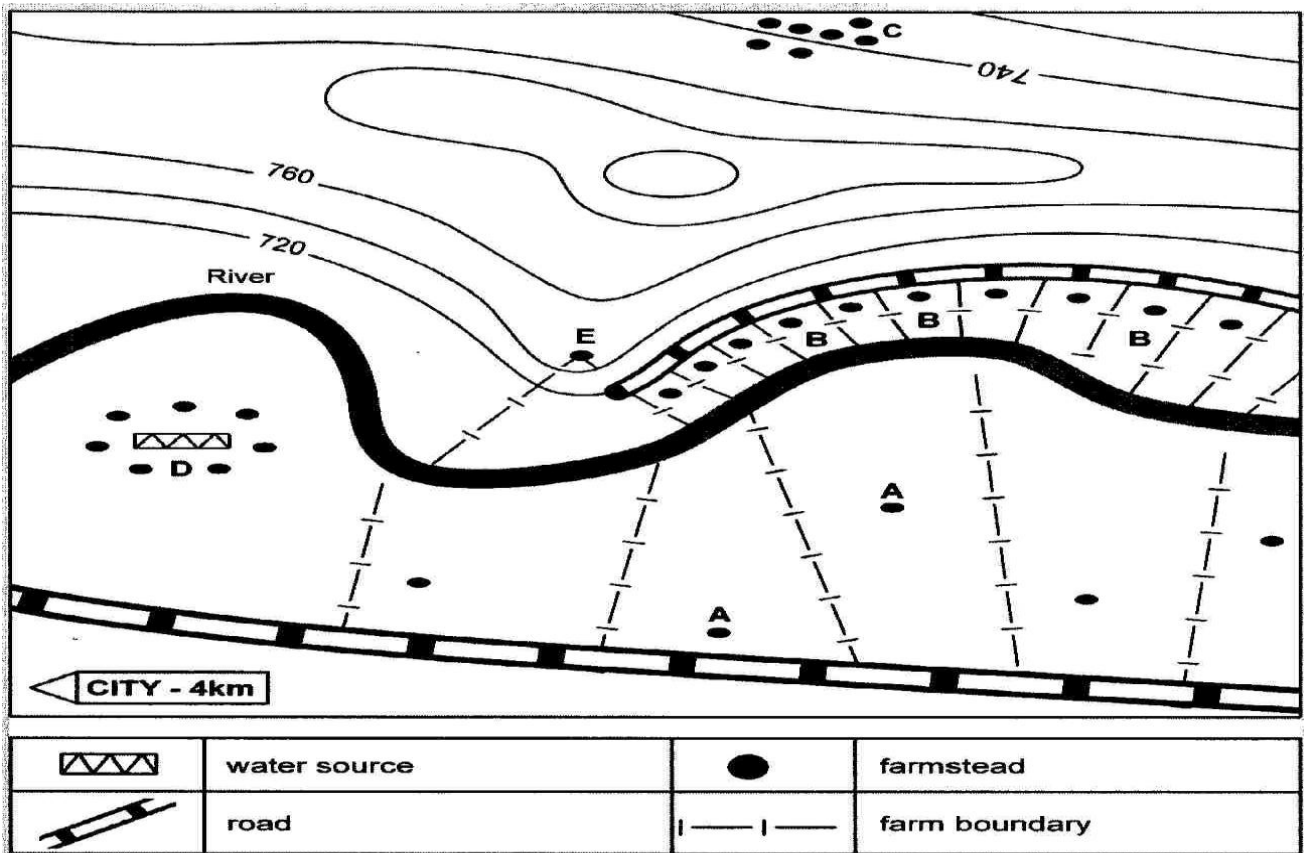 C
740
760
720
River
E
B
B
B
D
A
A
CITY - 4km
water source
farmstead
road
farm boundary